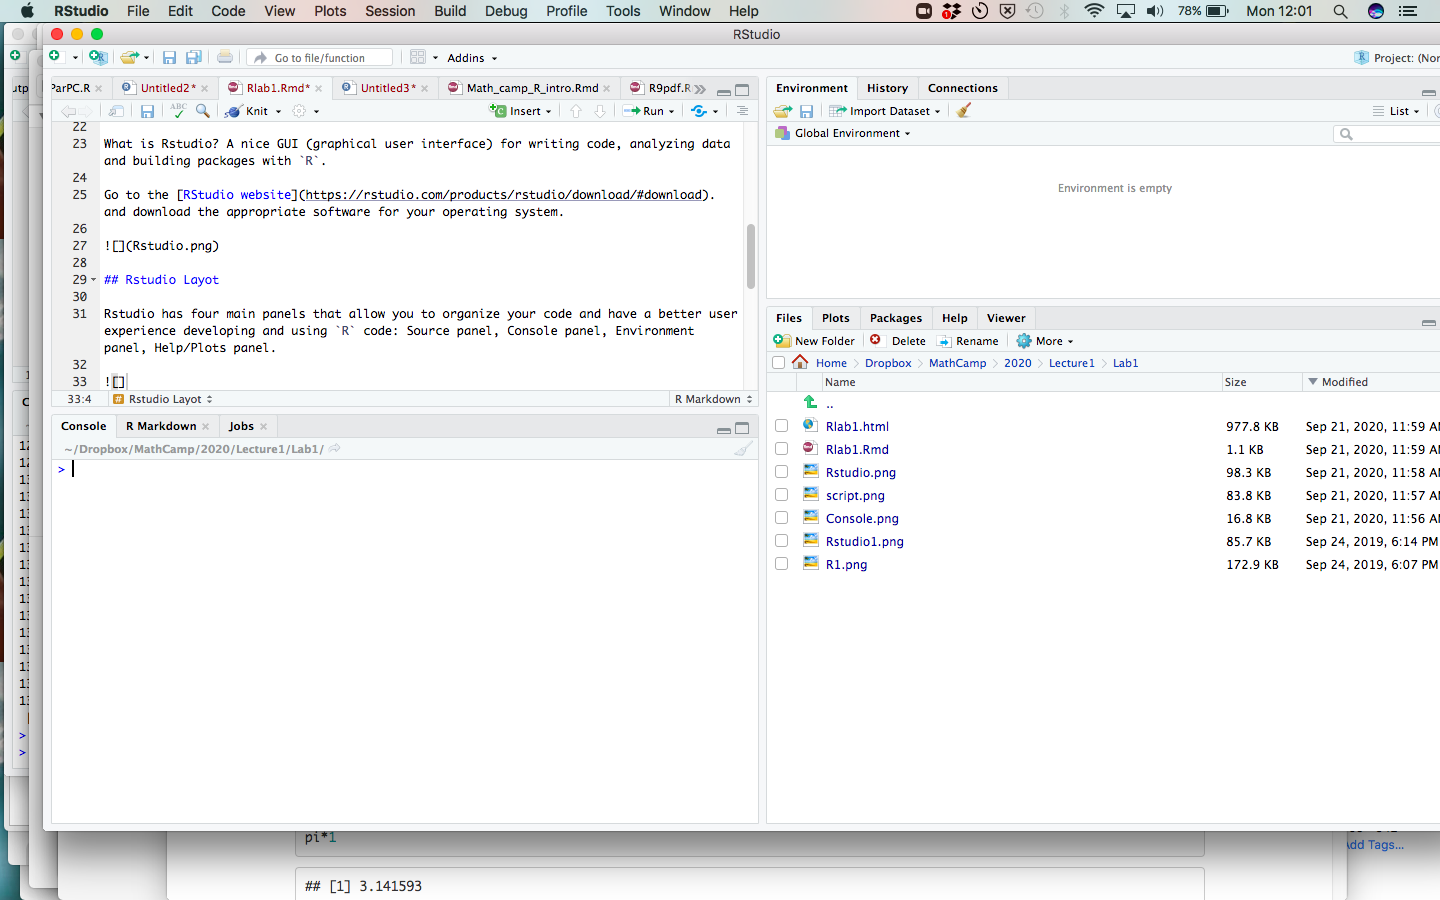 RStudio File Edit Code View Plots Session Build Debug Profile Tools Window Help 78% Mon 12:01
RStudio
Go to file/function Addins Project: (Nor
ParPC.R Untitled2* Rlab1.Rmd* Untitled3* Math_camp_R_intro.Rmd R9pdf.R
ABC Knit Insert Run
22
23 What is Rstudio? A nice GUI (graphical user interface) for writing code, analyzing data
and building packages with `R`.
24
25 Go to the [RStudio website](https://rstudio.com/products/rstudio/download/#download).
and download the appropriate software for your operating system.
26
27 ![](Rstudio.png)
28
29 ## Rstudio Layot
30
31 Rstudio has four main panels that allow you to organize your code and have a better user
experience developing and using `R` code: Source panel, Console panel, Environment
panel, Help/Plots panel.
32
33 ![]
33:4 # Rstudio Layot R Markdown
Console R Markdown Jobs
~/Dropbox/MathCamp/2020/Lecture1/Lab1/
>
Environment History Connections
Import Dataset List
Global Environment
Environment is empty
Files Plots Packages Help Viewer
New Folder Delete Rename More
Home Dropbox MathCamp 2020 Lecture1 Lab1
Name Size Modified
..
Rlab1.html 977.8 KB Sep 21, 2020, 11:59 A
Rlab1.Rmd 1.1 KB Sep 21, 2020, 11:59 A
Rstudio.png 98.3 KB Sep 21, 2020, 11:58 A
script.png 83.8 KB Sep 21, 2020, 11:57 A
Console.png 16.8 KB Sep 21, 2020, 11:56 A
Rstudio1.png 85.7 KB Sep 24, 2019, 6:14 PM
R1.png 172.9 KB Sep 24, 2019, 6:07 PM
pi*1
## [1] 3.141593
Add Tags...